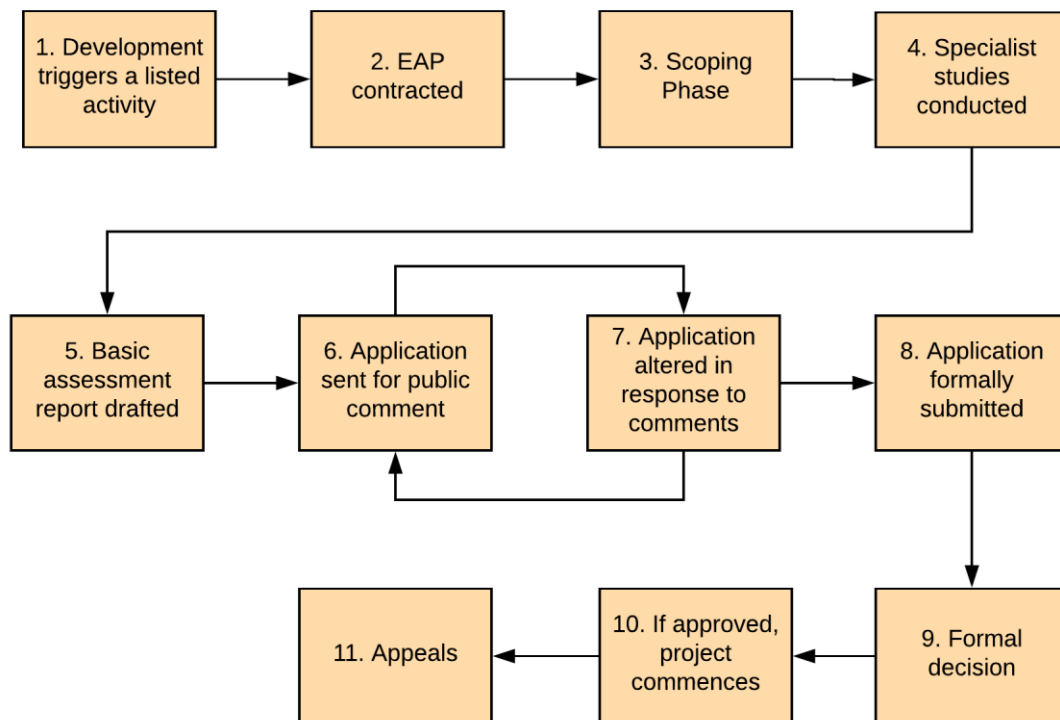 1. Development
triggers a listed
activity
2. EAP
contracted
3. Scoping
Phase
4. Specialist
studies
conducted
5. Basic
assessment
report drafted
6. Application
sent for public
comment
7. Application
altered in
response to
comments
8. Application
formally
submitted
9. Formal
decision
10. If approved,
project
commences
11. Appeals